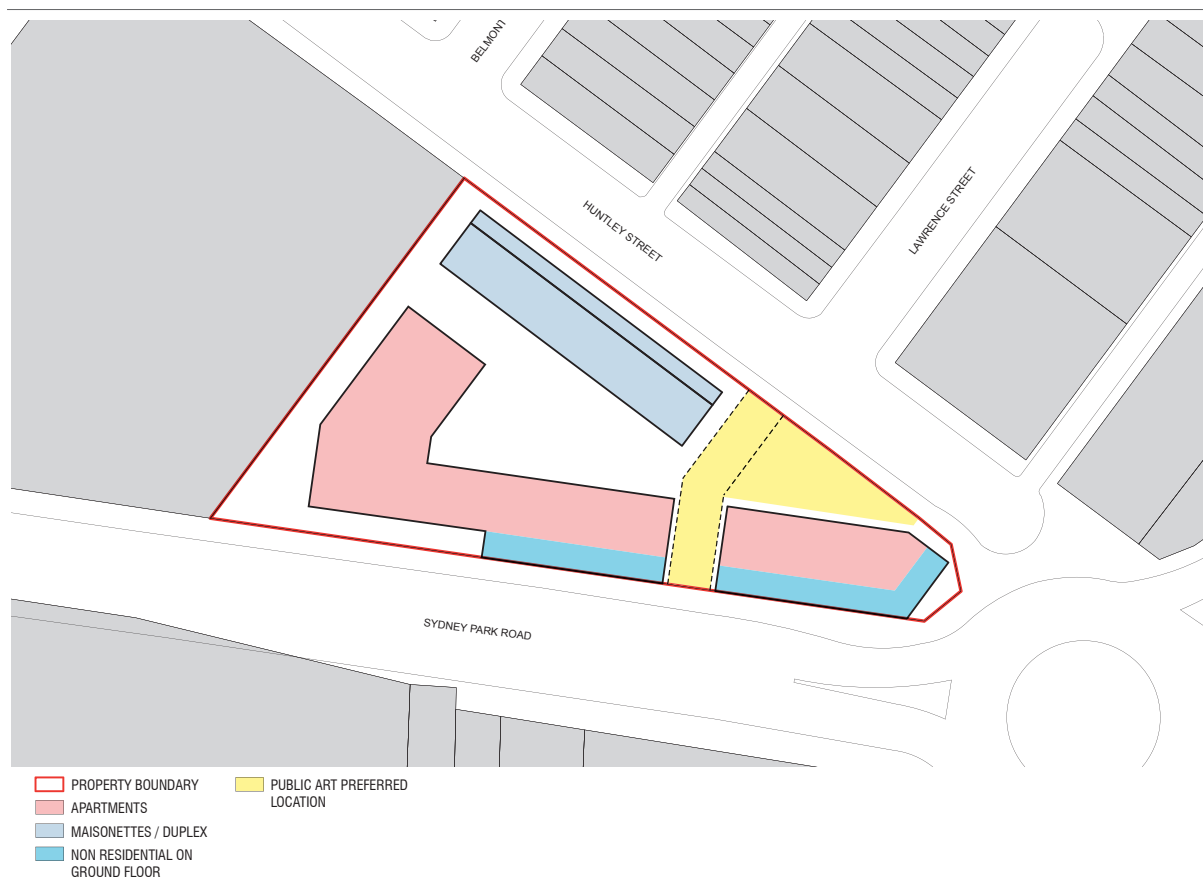 BELMONT
HUNTLEY STREET
LAWRENCE STREET
SYDNEY PARK ROAD
PROPERTY BOUNDARY
APARTMENTS
MAISONETTES / DUPLEX
NON RESIDENTIAL ON
GROUND FLOOR
PUBLIC ART PREFERRED
LOCATION